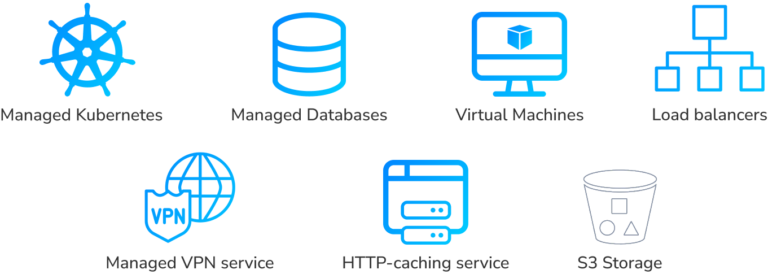 Managed Kubernetes
Managed Databases
Virtual Machines
Load balancers
VPN
Managed VPN service
HTTP-caching service
S3 Storage